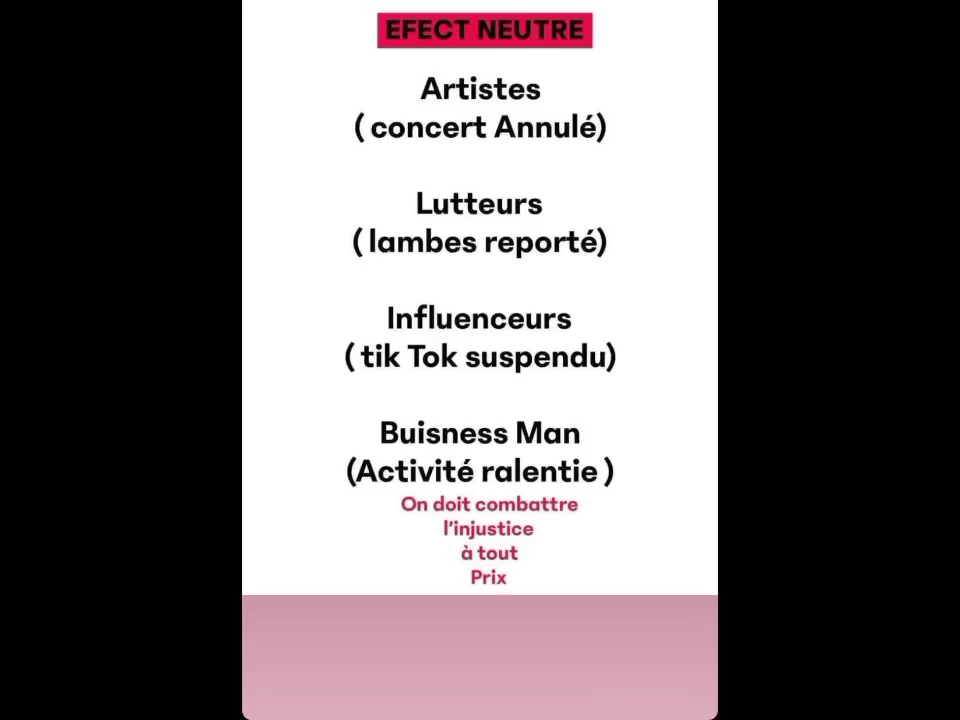 EFECT NEUTRE
Artistes
( concert Annulé)
Lutteurs
( lambes reporté)
Influenceurs
( tik Tok suspendu)
Buisness Man
(Activité ralentie )
On doit combattre
l'injustice
à tout
Prix